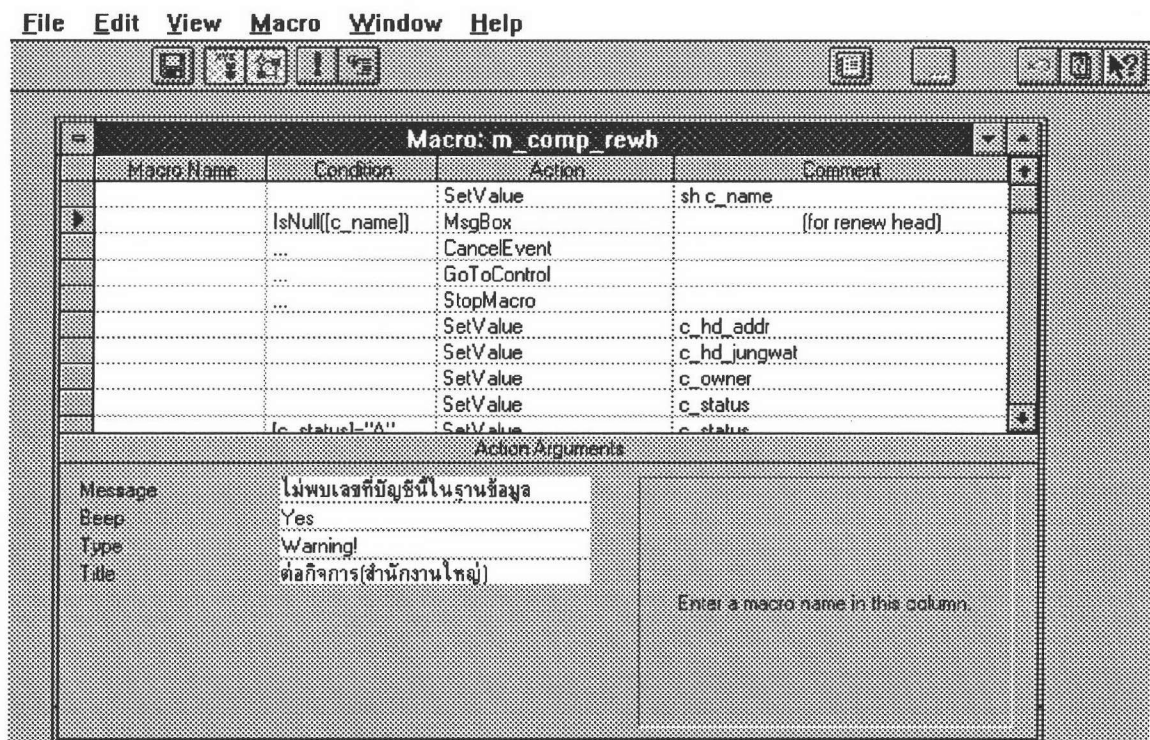 File Edit View Macro Window Help
Macro: m_comp_rewh
Macro Name Condition Action Comment
SetValue sh c_name
IsNull([c_name]) MsgBox (for renew head)
... CancelEvent
... GoToControl
... StopMacro
SetValue c_hd_addr
SetValue c_hd_jungwat
SetValue c_owner
SetValue c_status
[c_status]="A" SetValue c_status
Action Arguments
Message ไม่พบเลขที่บัญชีนี้ในฐานข้อมูล
Beep Yes
Type Warning!
Title ต่อกิจการ(สำนักงานใหญ่)
Enter a macro name in this column.